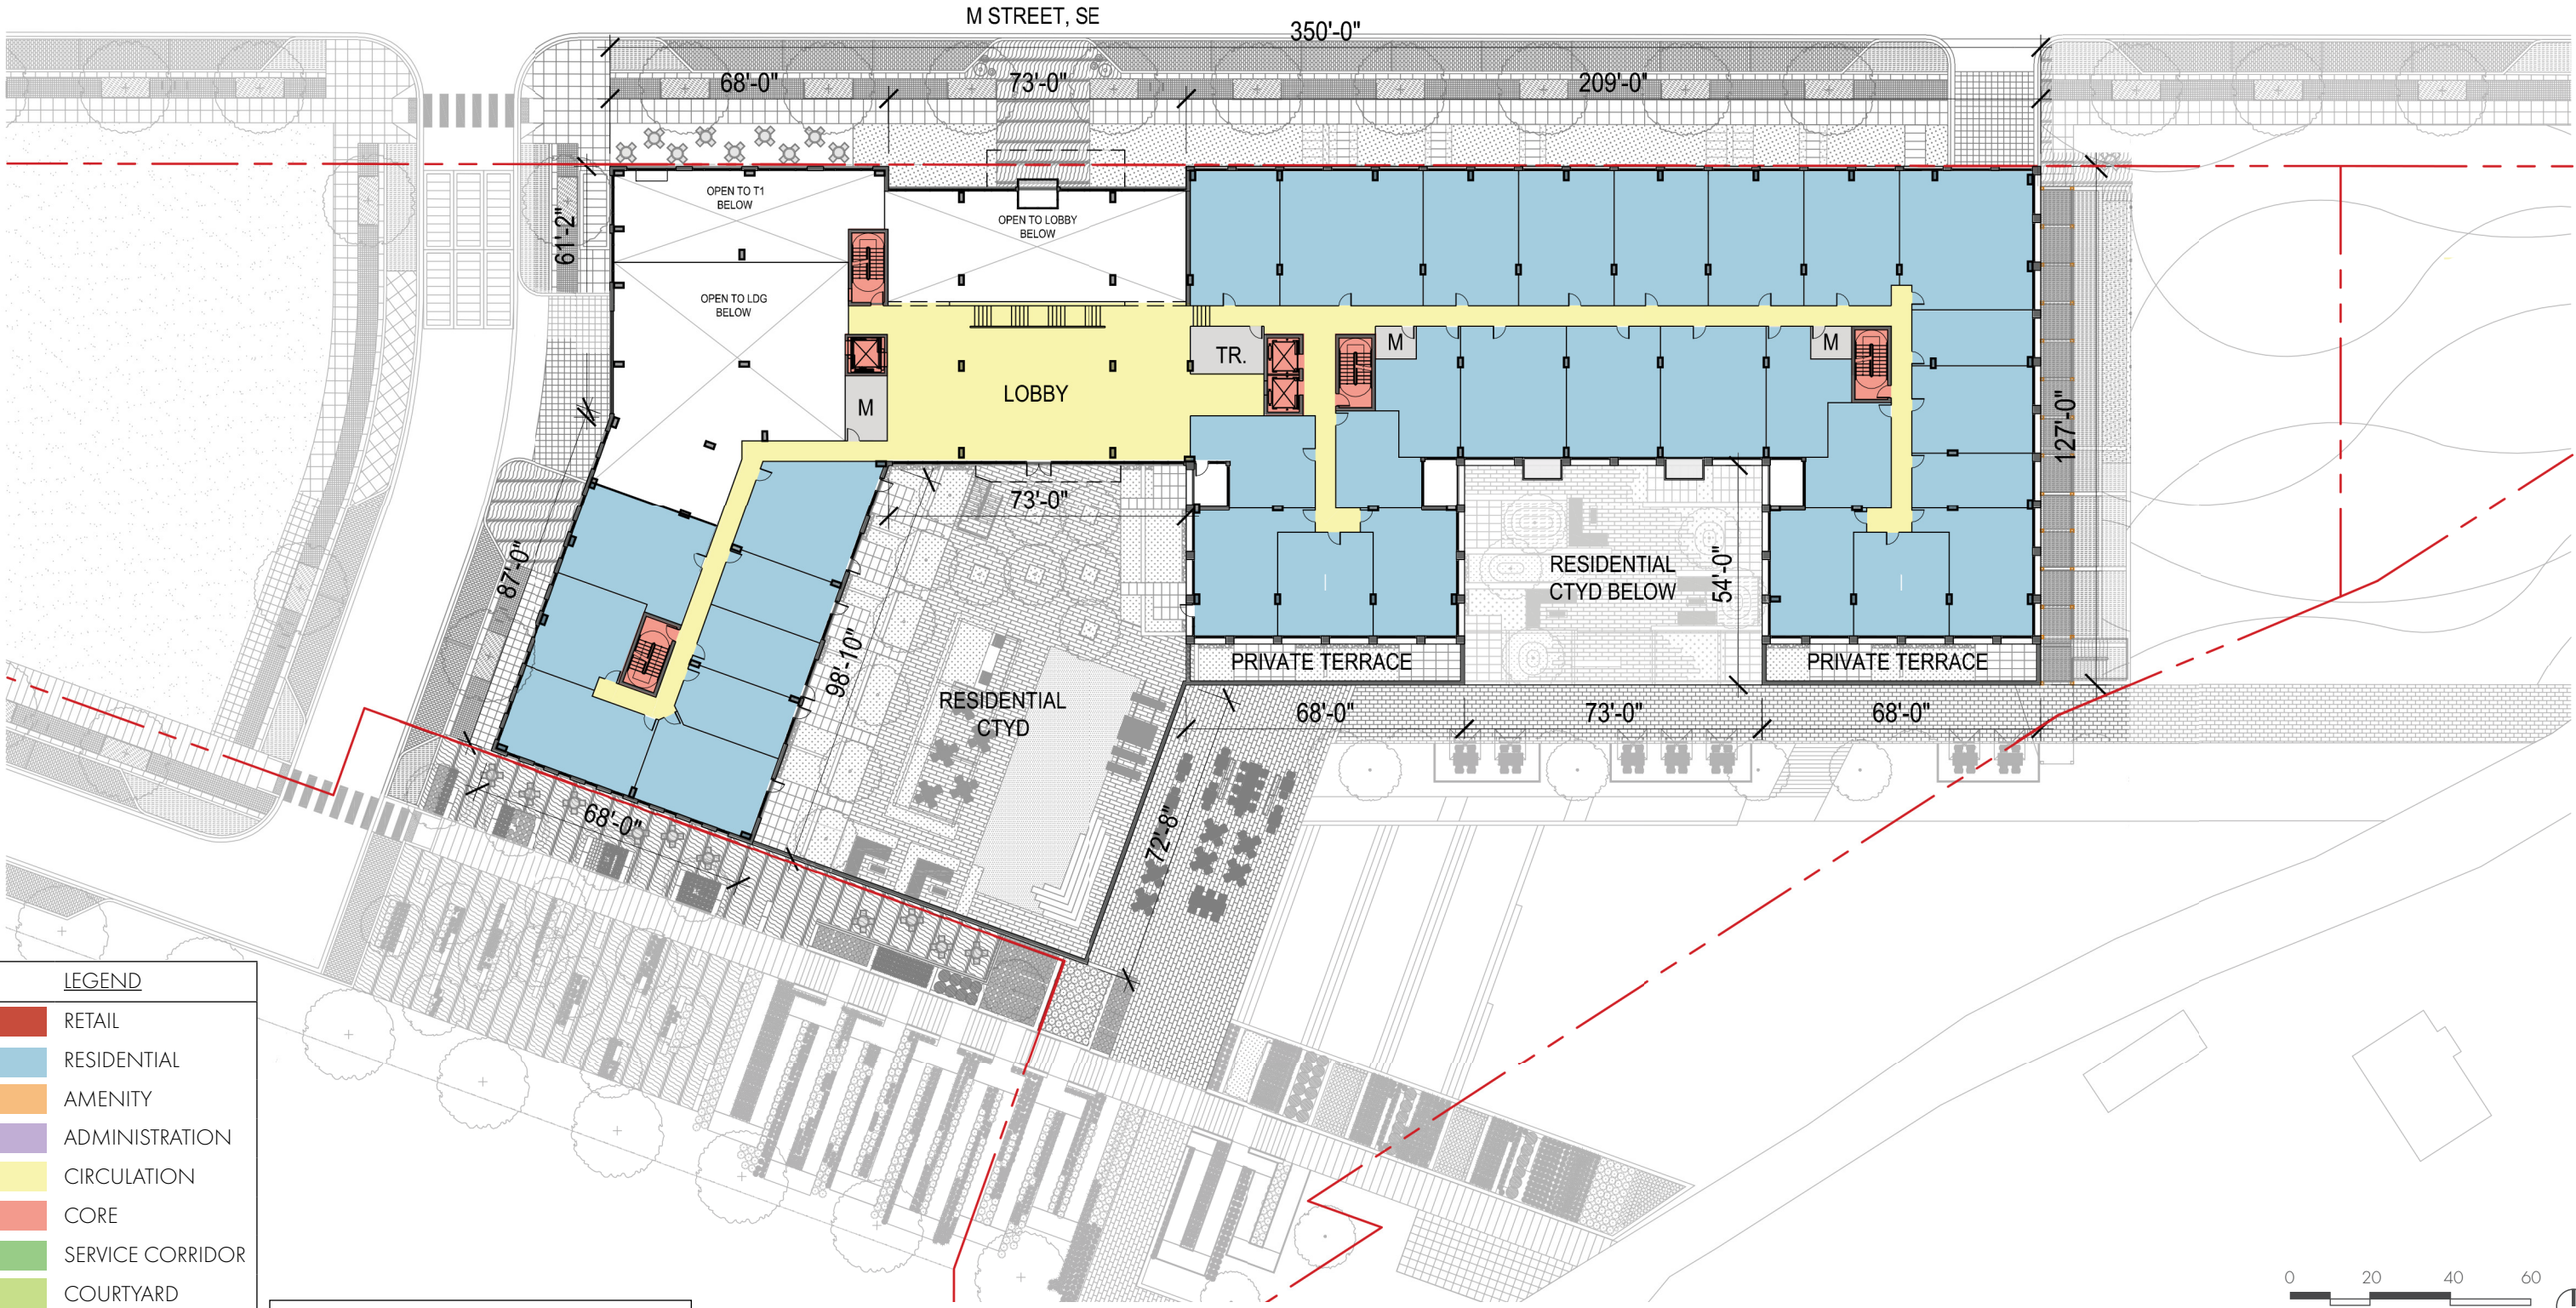 M STREET, SE
350'-0"
68'-0"
73'-0"
209'-0"
OPEN TO T1
BELOW
OPEN TO LOBBY
BELOW
61'-2"
OPEN TO LDG
BELOW
TR.
M
M
LOBBY
M
127'-0"
73'-0"
87'-0"
RESIDENTIAL
CTYD BELOW
54'-0"
98'-10"
PRIVATE TERRACE
PRIVATE TERRACE
RESIDENTIAL
CTYD
68'-0"
73'-0"
68'-0"
68'-0"
72'-8"
LEGEND
RETAIL
RESIDENTIAL
AMENITY
ADMINISTRATION
CIRCULATION
CORE
SERVICE CORRIDOR
COURTYARD
0 20 40 60